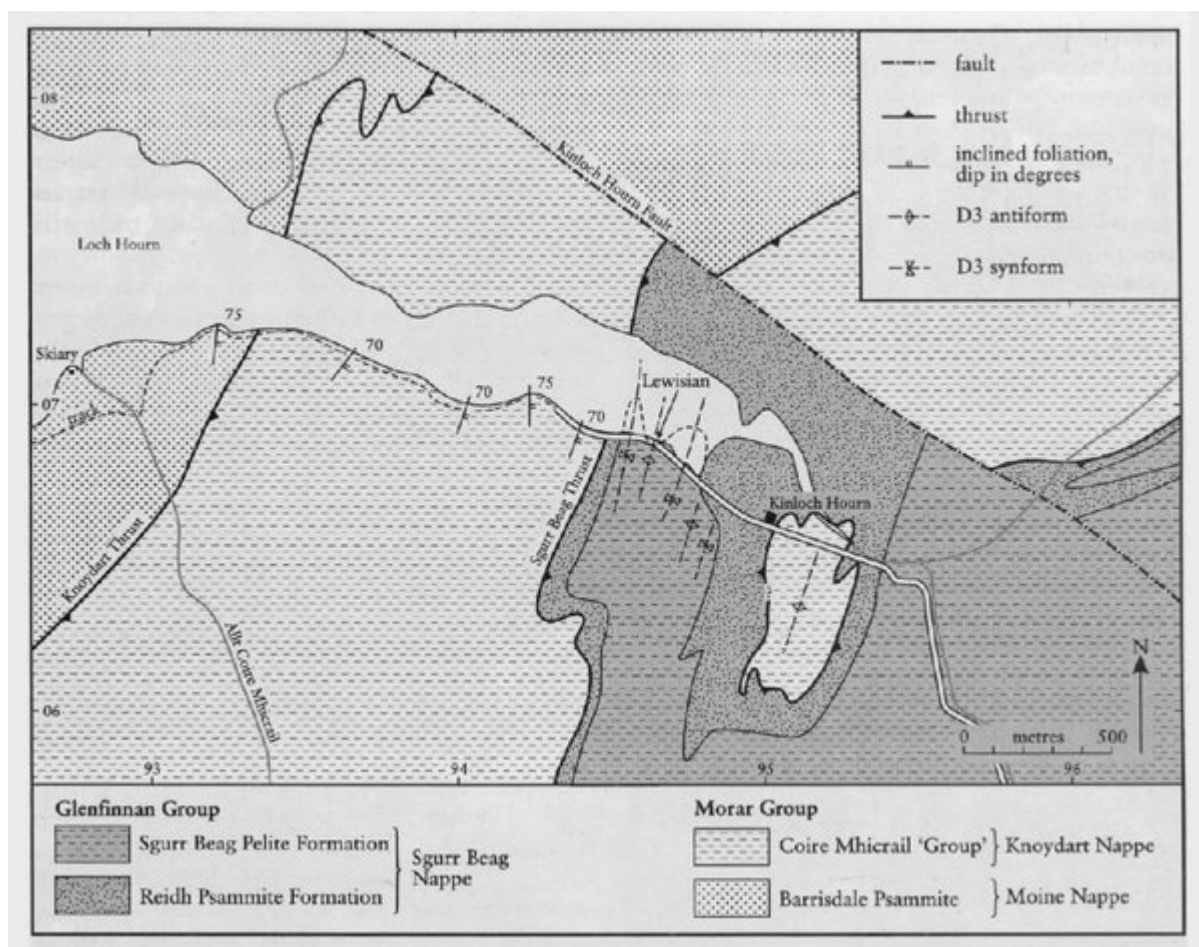 fault
thrust
inclined foliation,
dip in degrees
D3 antiform
D3 synform
08
Kinloch Hourn Fault
Loch Hourn
75
Skiary
70
Lewisian
70
75
07
Path
70
Sgurr Beag Thrust
Kinloch Hourn
Knoydart Thrust
Allt Coire Mhicrail
N
06
0 metres 500
93
94
95
96
Glenfinnan Group
Sgurr Beag Pelite Formation
Reidh Psammite Formation
Sgurr Beag
Nappe
Morar Group
Coire Mhicrail 'Group'
Knoydart Nappe
Barrisdale Psammite
Moine Nappe